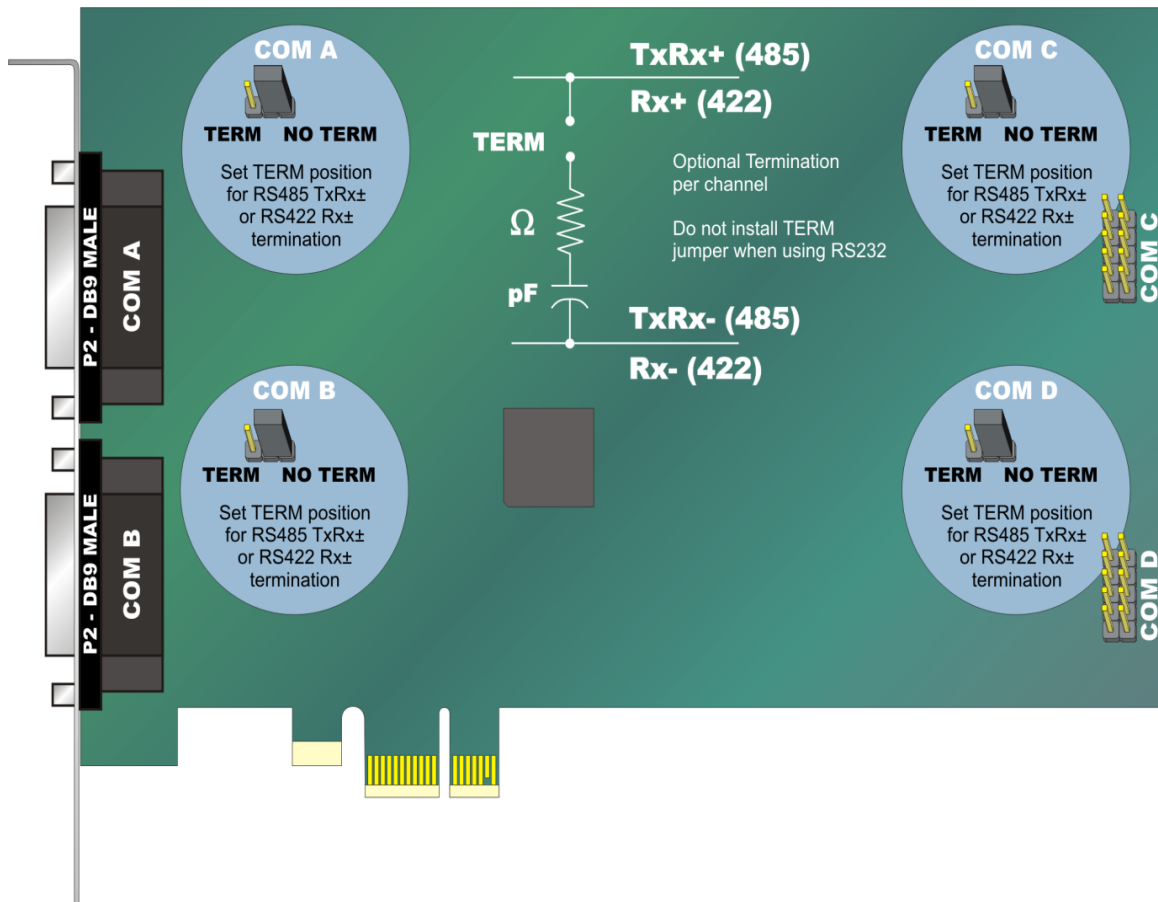 COM A
TERM NO TERM
Set TERM position
for RS485 TxRx±
or RS422 Rx±
termination
TxRx+ (485)
Rx+ (422)
TERM
Ω
pF
Optional Termination
per channel
Do not install TERM
jumper when using RS232
TxRx- (485)
Rx- (422)
COM C
TERM NO TERM
Set TERM position
for RS485 TxRx±
or RS422 Rx±
termination
COM C
P2 - DB9 MALE
COM A
COM B
TERM NO TERM
Set TERM position
for RS485 TxRx±
or RS422 Rx±
termination
P2 - DB9 MALE
COM B
COM D
TERM NO TERM
Set TERM position
for RS485 TxRx±
or RS422 Rx±
termination
COM D